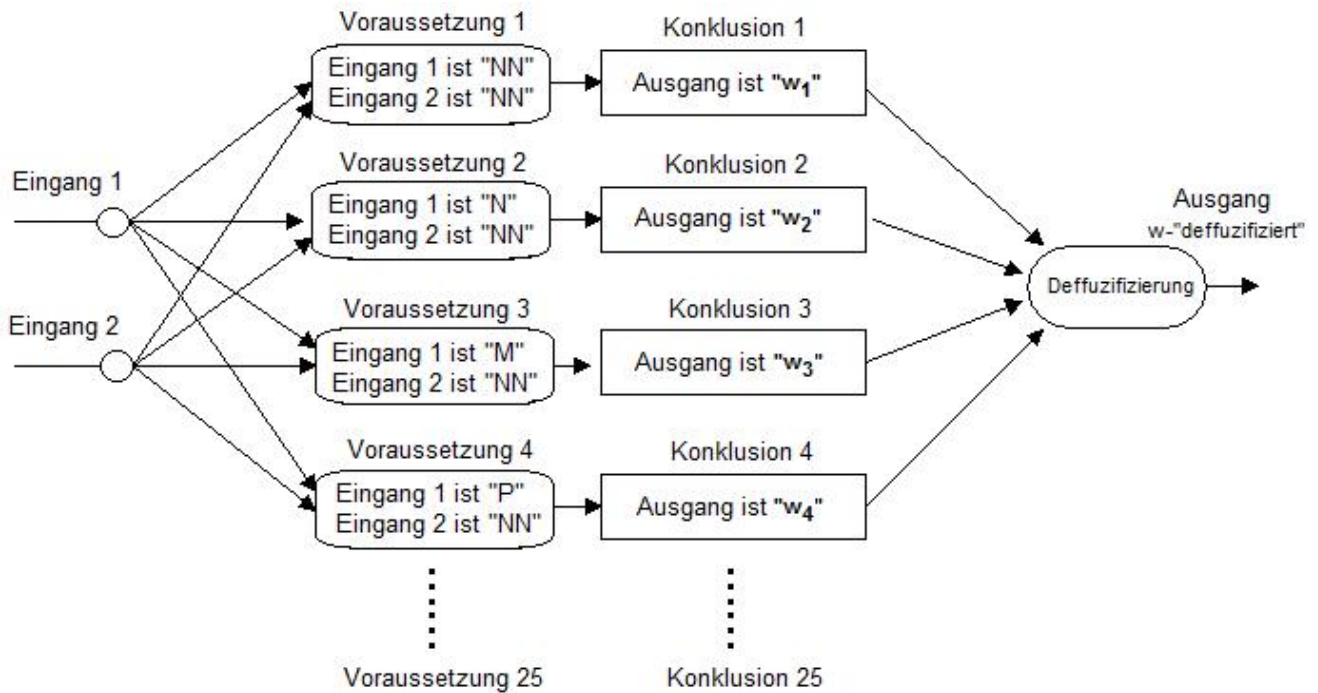 Voraussetzung 1
Konklusion 1
Eingang 1 ist "NN"
Eingang 2 ist "NN"
Ausgang ist "w1"
Voraussetzung 2
Konklusion 2
Eingang 1
Eingang 1 ist "N"
Eingang 2 ist "NN"
Ausgang ist "w2"
Ausgang
w-"deffuzifiziert"
Deffuzifizierung
Eingang 2
Voraussetzung 3
Konklusion 3
Eingang 1 ist "M"
Eingang 2 ist "NN"
Ausgang ist "w3"
Voraussetzung 4
Konklusion 4
Eingang 1 ist "P"
Eingang 2 ist "NN"
Ausgang ist "w4"
Voraussetzung 25
Konklusion 25